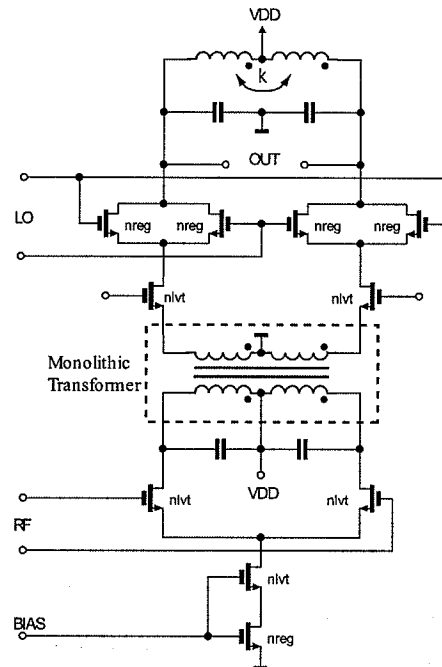 VDD
k
OUT
LO
nreg nreg nreg nreg
nlvt nlvt
Monolithic
Transformer
VDD
nlvt nlvt
RF
nlvt
BIAS
nreg